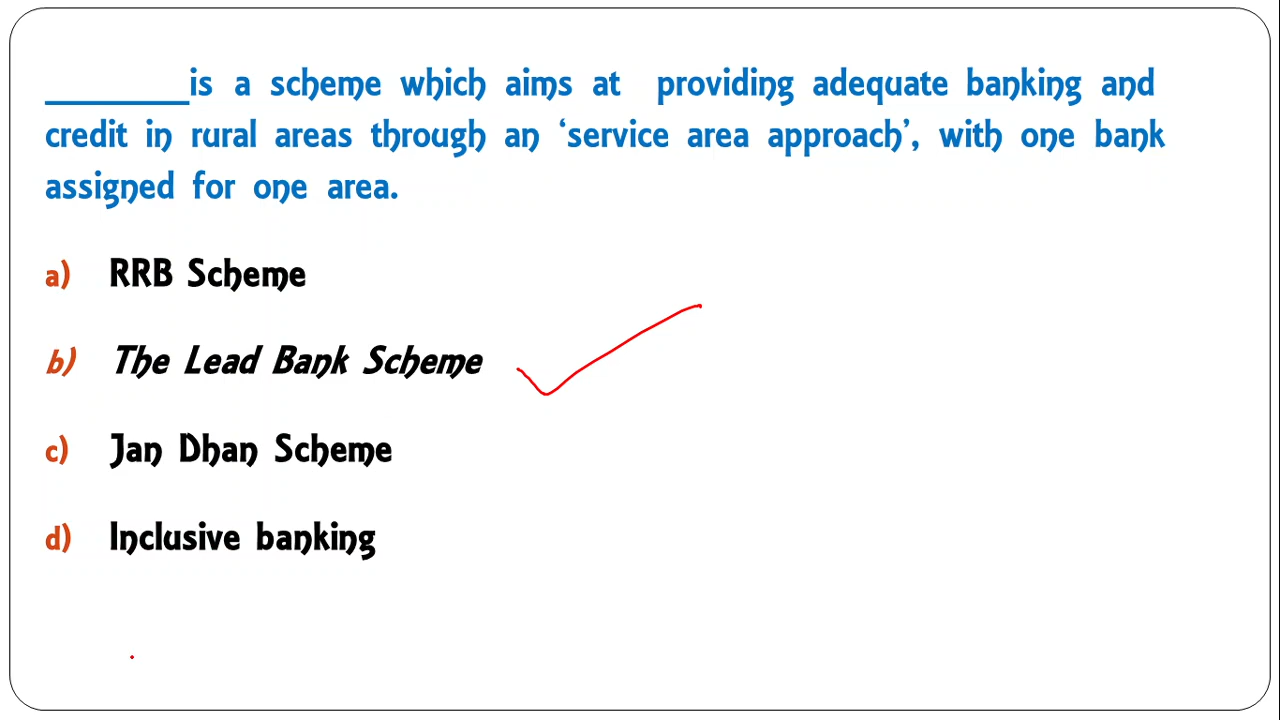 ________is a scheme which aims at providing adequate banking and
credit in rural areas through an ‘service area approach’, with one bank
assigned for one area.
a) RRB Scheme
b) The Lead Bank Scheme
c) Jan Dhan Scheme
d) Inclusive banking